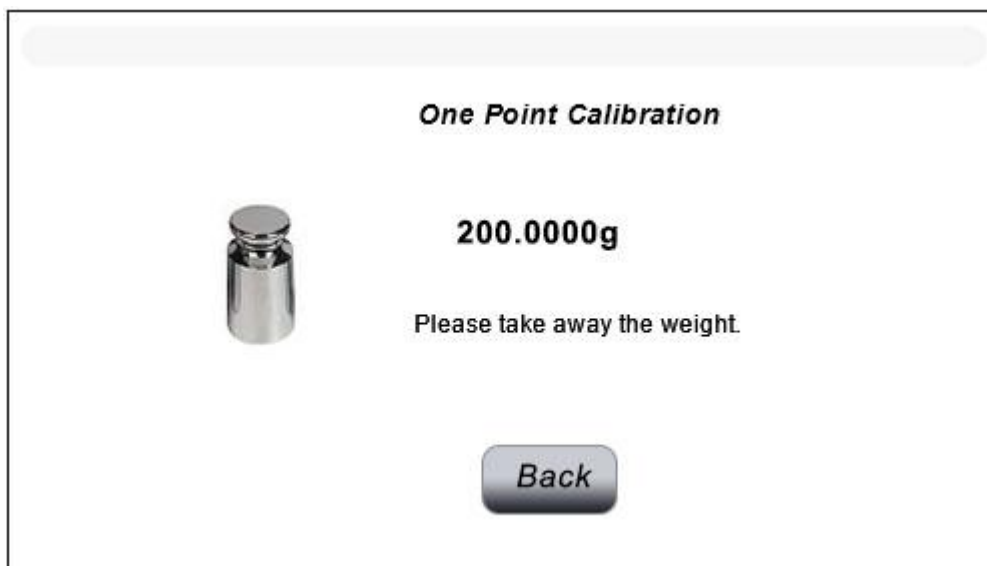 One Point Calibration
200.0000g
Please take away the weight.
Back